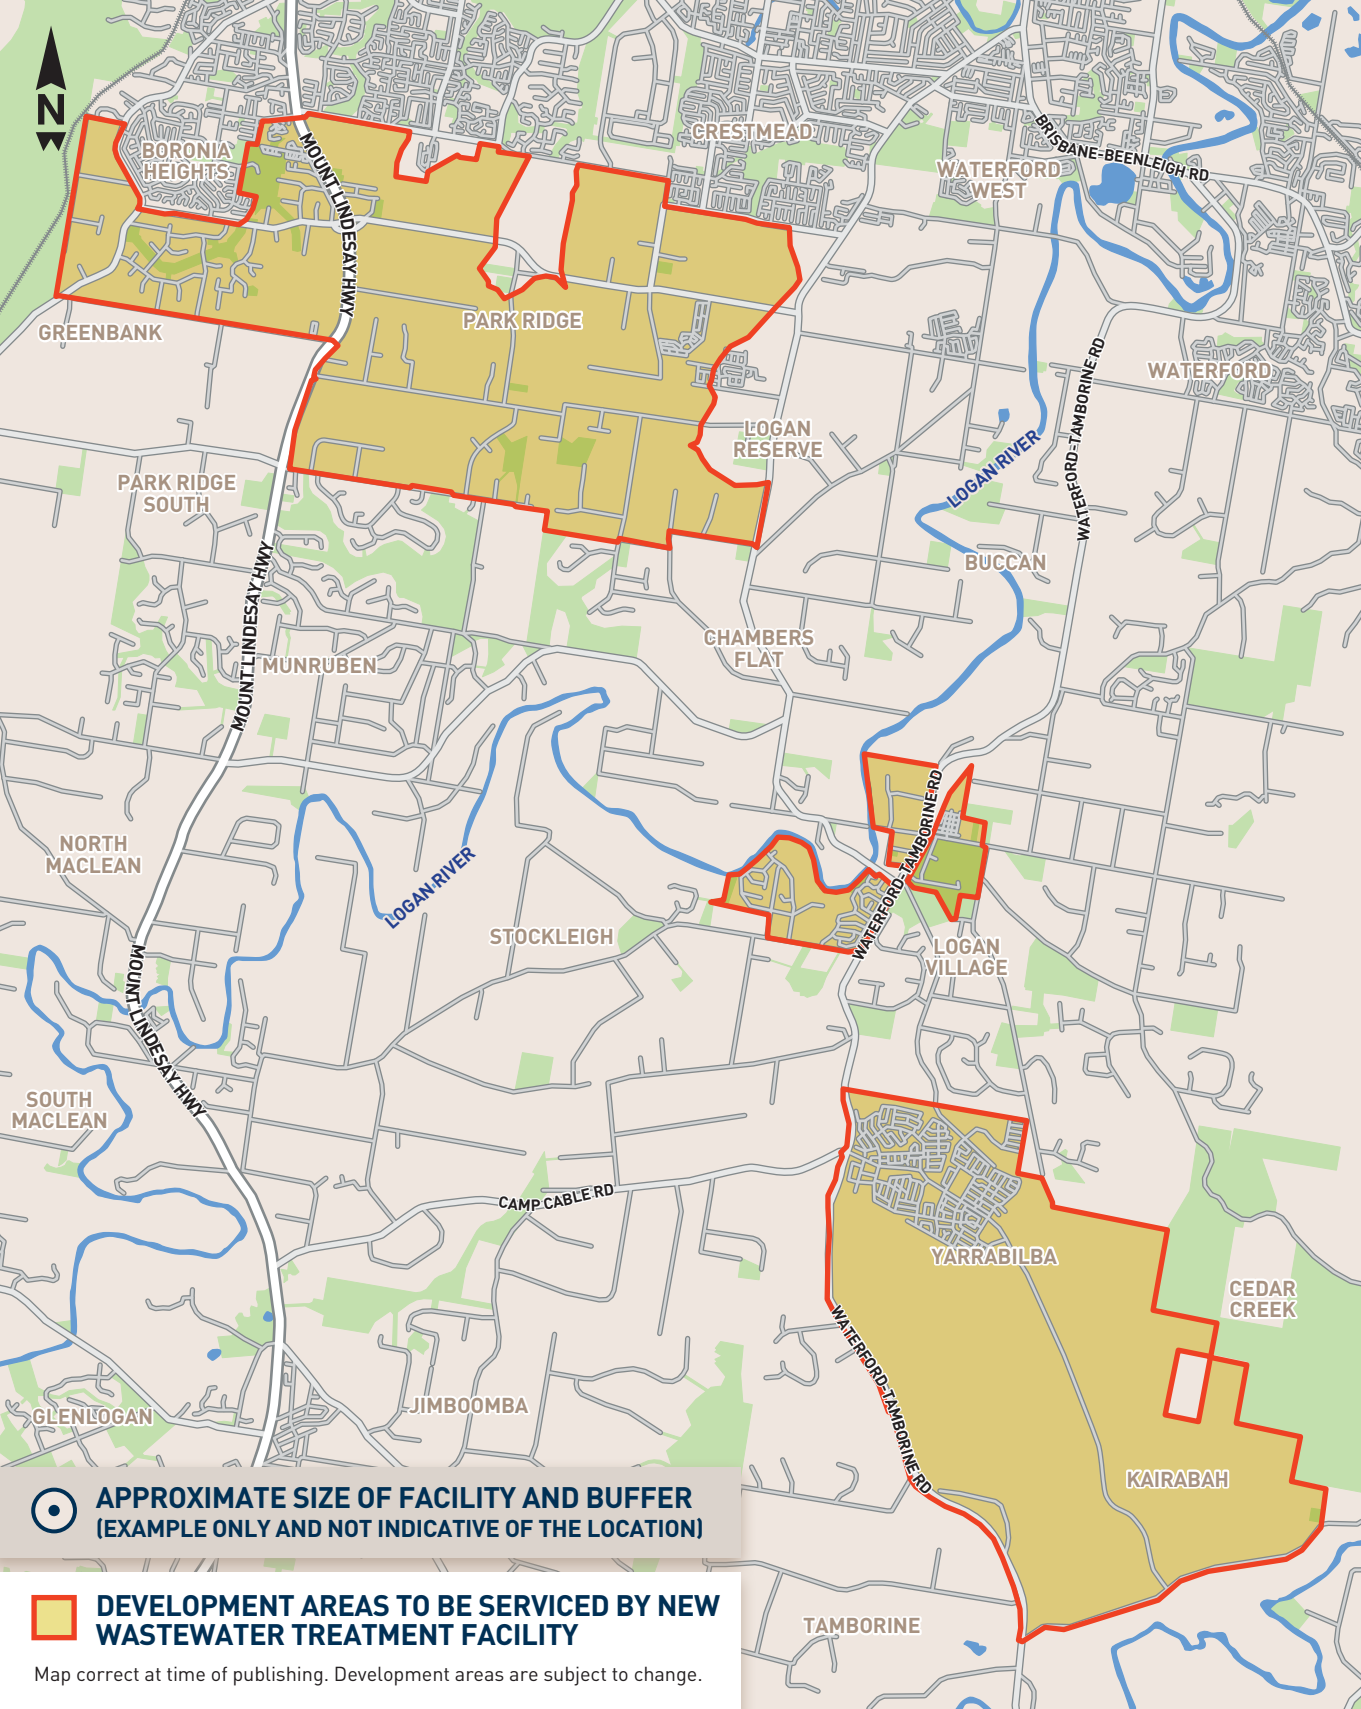 N
CRESTMEAD
BRISBANE-BEENLEIGH RD
BORONIA
HEIGHTS
WATERFORD
WEST
MOUNT LINDESAY HWY
GREENBANK
PARK RIDGE
WATERFORD
WATERFORD-TAMBORINE RD
LOGAN
RESERVE
LOGAN RIVER
PARK RIDGE
SOUTH
BUCCAN
MOUNT LINDESAY HWY
CHAMBERS
FLAT
MUNRUBEN
NORTH
MACLEAN
WATERFORD-TAMBORINE RD
LOGAN RIVER
STOCKLEIGH
LOGAN
VILLAGE
MOUNT LINDESAY HWY
SOUTH
MACLEAN
CAMP CABLE RD
YARRABILBA
CEDAR
CREEK
WATERFORD-TAMBORINE RD
JIMBOOMBA
GLENLOGAN
KAIRABAH
TAMBORINE
APPROXIMATE SIZE OF FACILITY AND BUFFER
(EXAMPLE ONLY AND NOT INDICATIVE OF THE LOCATION)
DEVELOPMENT AREAS TO BE SERVICED BY NEW
WASTEWATER TREATMENT FACILITY
Map correct at time of publishing. Development areas are subject to change.